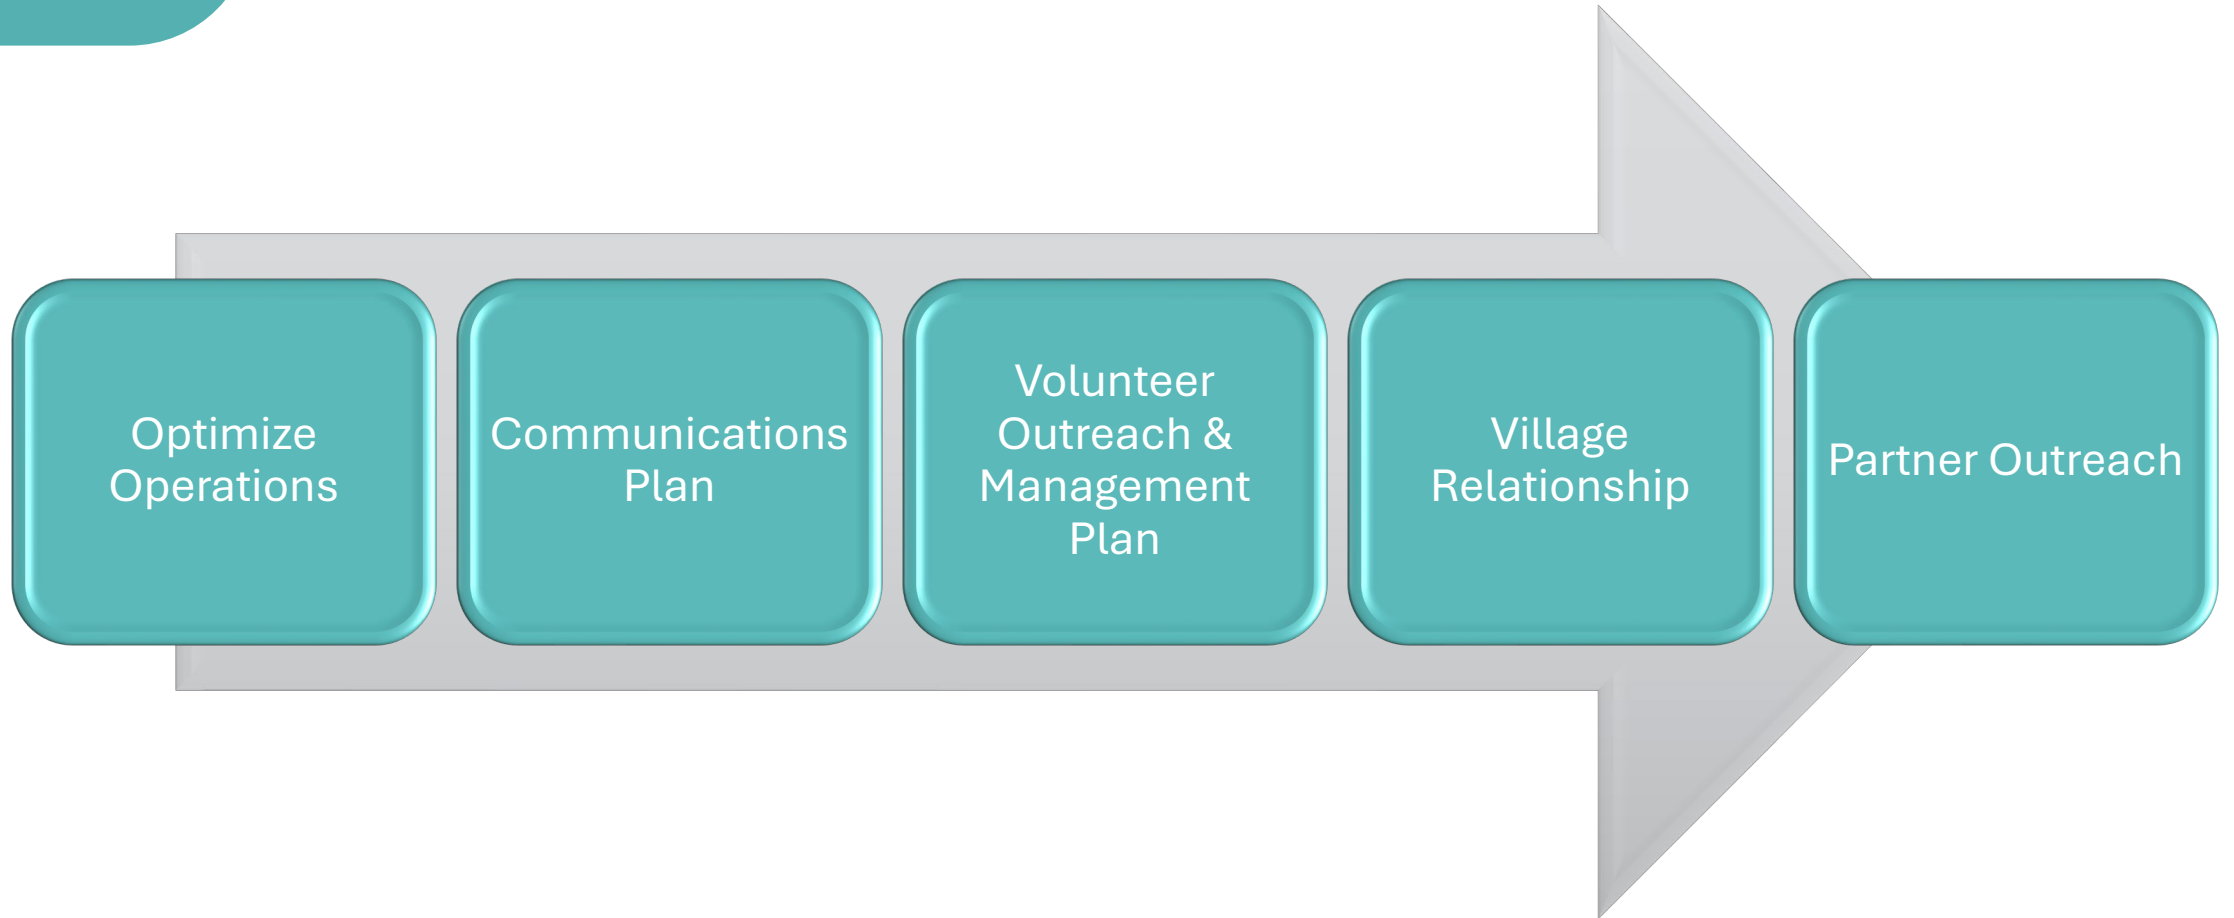 Optimize
Operations
Communications
Plan
Volunteer
Outreach &
Management
Plan
Village
Relationship
Partner Outreach